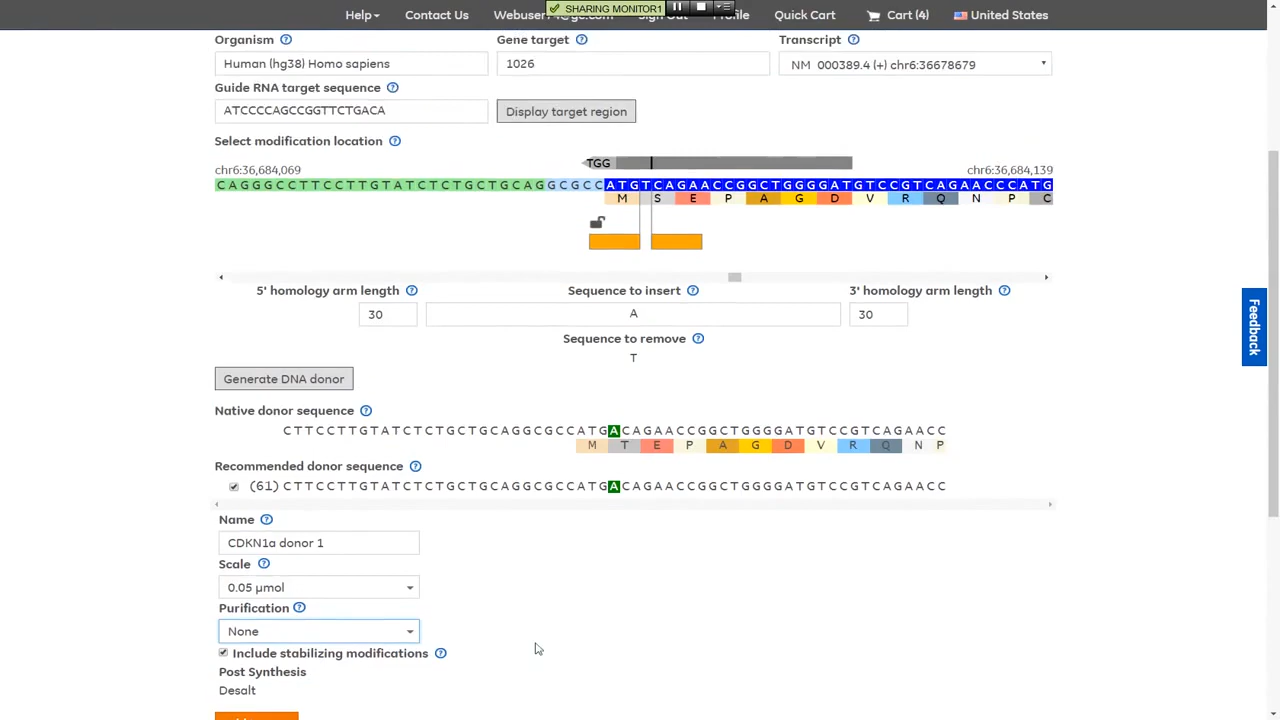 SHARING MONITOR1
Help Contact Us Sign Out Profile Quick Cart Cart (4) United States
Organism ? Gene target ? Transcript ?
Human (hg38) Homo sapiens 1026 NM 000389.4 (+) chr6:36678679
Guide RNA target sequence ?
ATCCCCAGCCGGTTCTGACA Display target region
Select modification location ?
TGG
chr6:36,684,069 chr6:36,684,139
CAGGGCCTTCCTTGTATCTCTGCTGCAGGCGCCATGTCAGAACCGGCTGGGGATGTCCGTCAGAACCCATG
M S E P A G D V R Q N P C
5' homology arm length ? Sequence to insert ? 3' homology arm length ?
30 A 30
Sequence to remove ?
T
Generate DNA donor
Native donor sequence ?
CTTCCTTGTATCTCTGCTGCAGGCGCCATGACAGAACCGGCTGGGGATGTCCGTCAGAACC
M T E P A G D V R Q N P
Recommended donor sequence ?
(61) CTTCCTTGTATCTCTGCTGCAGGCGCCATGACAGAACCGGCTGGGGATGTCCGTCAGAACC
Name ?
CDKN1a donor 1
Scale ?
0.05 µmol
Purification ?
None
Include stabilizing modifications ?
Post Synthesis
Desalt
Feedback